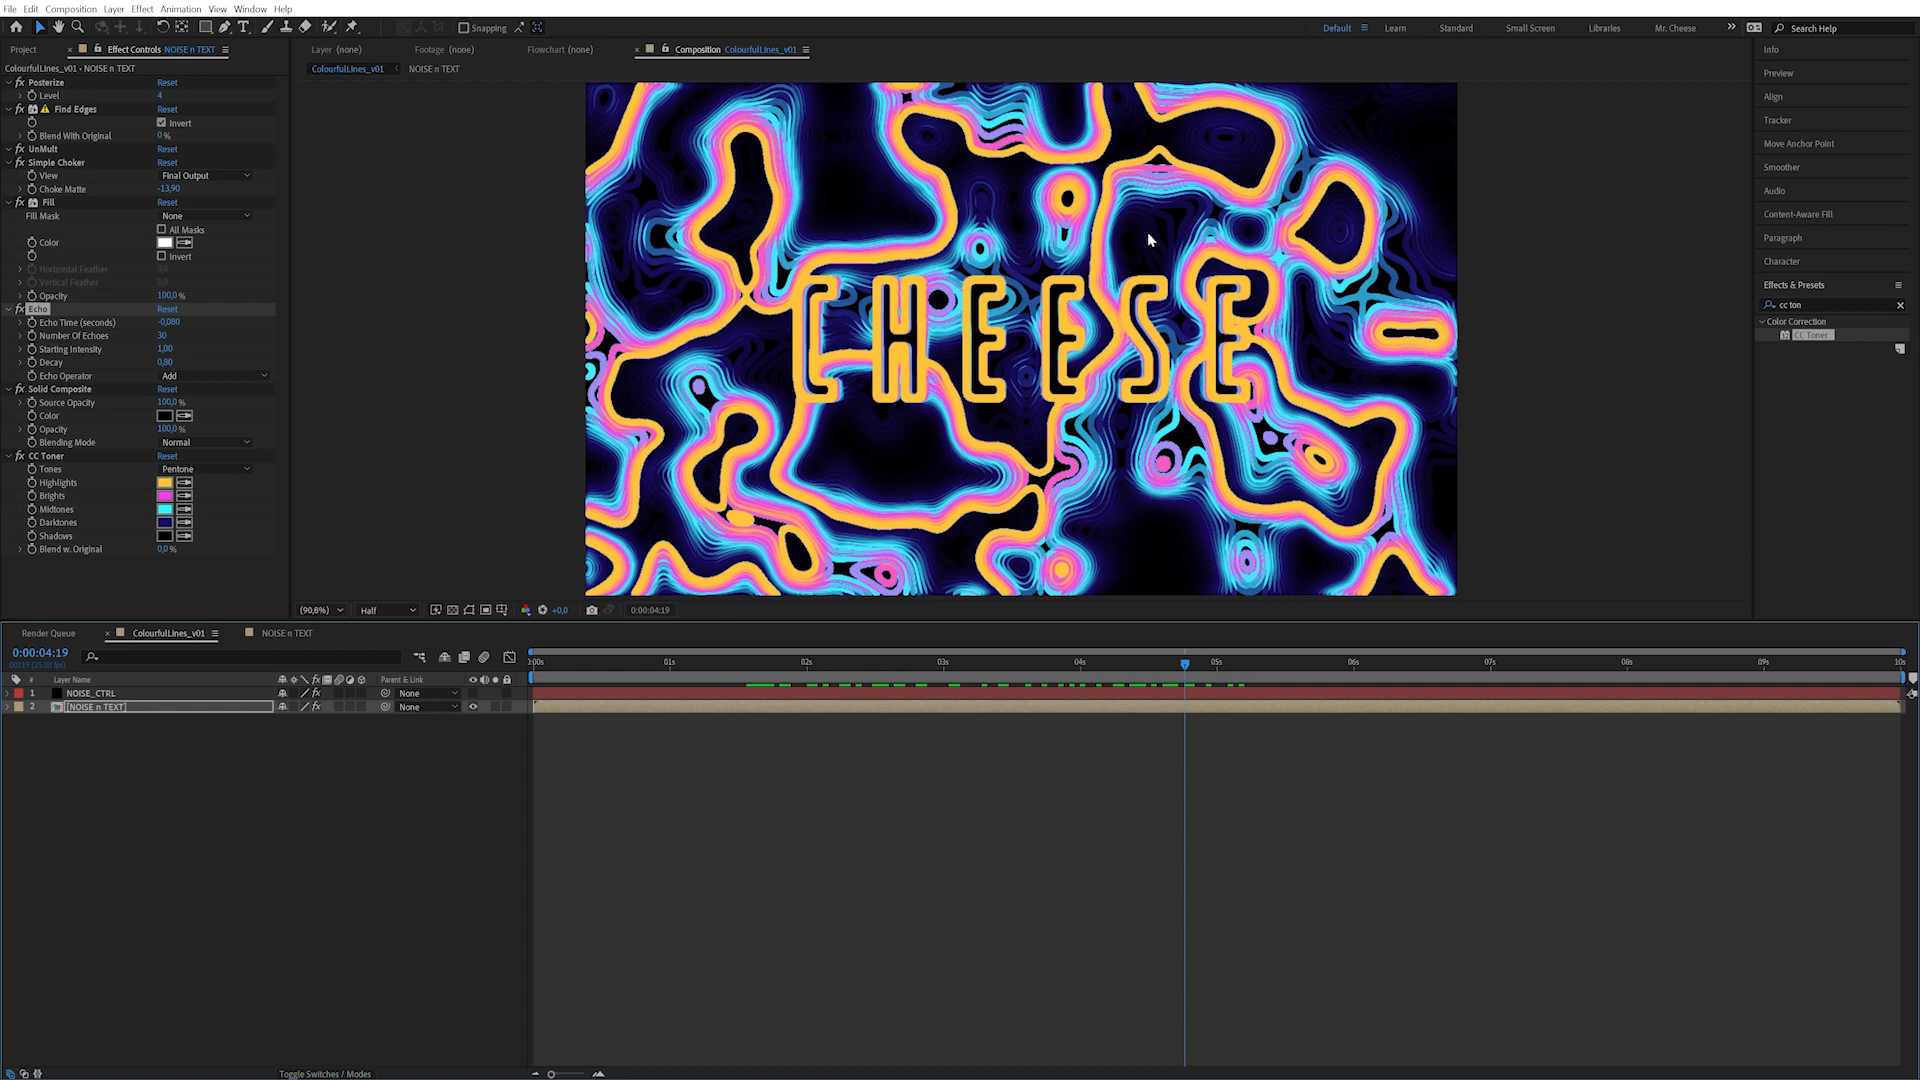 File Edit Composition Layer Effect Animation View Window Help
Snapping
Default Learn Standard Small Screen Libraries Mr. Cheese Search Help
Project Effect Controls NOISE n TEXT
Layer (none) Footage (none) Flowchart (none) Composition ColourfulLines_v01
ColourfulLines_v01 - NOISE n TEXT
ColourfulLines_v01 NOISE n TEXT
Posterize Reset
Level 4
Find Edges Reset
Invert
Blend With Original 0 %
UnMult Reset
Simple Choker Reset
View Final Output
Choke Matte -13,90
Fill Reset
Fill Mask None
All Masks
Color
Invert
Horizontal Feather 0,0
Vertical Feather 0,0
Opacity 100,0 %
Echo Reset
Echo Time (seconds) -0,080
Number Of Echoes 30
Starting Intensity 1,00
Decay 0,80
Echo Operator Add
Solid Composite Reset
Source Opacity 100,0 %
Color
Opacity 100,0 %
Blending Mode Normal
CC Toner Reset
Tones Pentone
Highlights
Brights
Midtones
Darktones
Shadows
Blend w. Original 0,0 %
CHEESE
(90,8%) Half +0,0 0:00:04:19
Info
Preview
Align
Tracker
Move Anchor Point
Smoother
Audio
Content-Aware Fill
Paragraph
Character
Effects & Presets
cc ton
Color Correction
CC Toner
Render Queue ColourfulLines_v01 NOISE n TEXT
0:00:04:19
00119 (25.00 fps)
:00s 01s 02s 03s 04s 05s 06s 07s 08s 09s 10s
# Layer Name Parent & Link
1 NOISE_CTRL None
2 [NOISE n TEXT] None
Toggle Switches / Modes